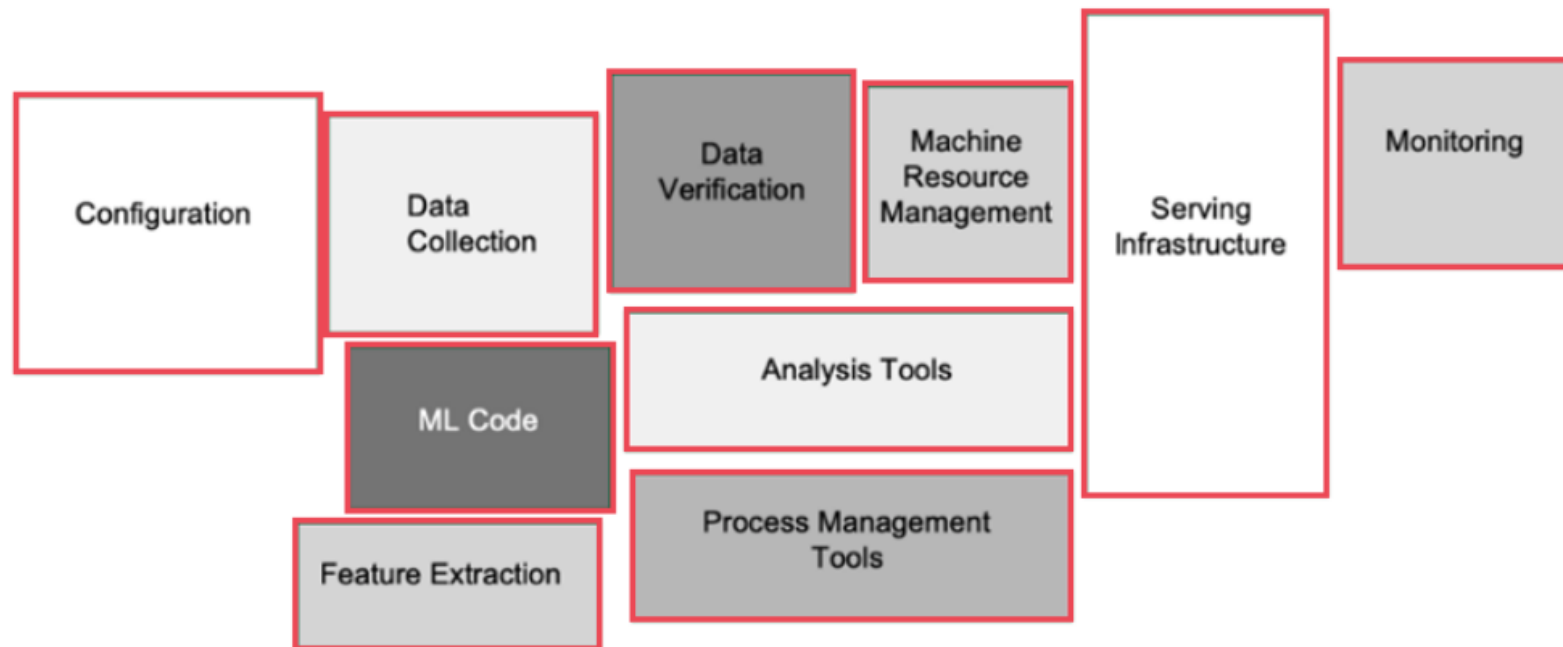 Configuration
Data
Collection
Data
Verification
Machine
Resource
Management
Serving
Infrastructure
Monitoring
ML Code
Analysis Tools
Feature Extraction
Process Management
Tools